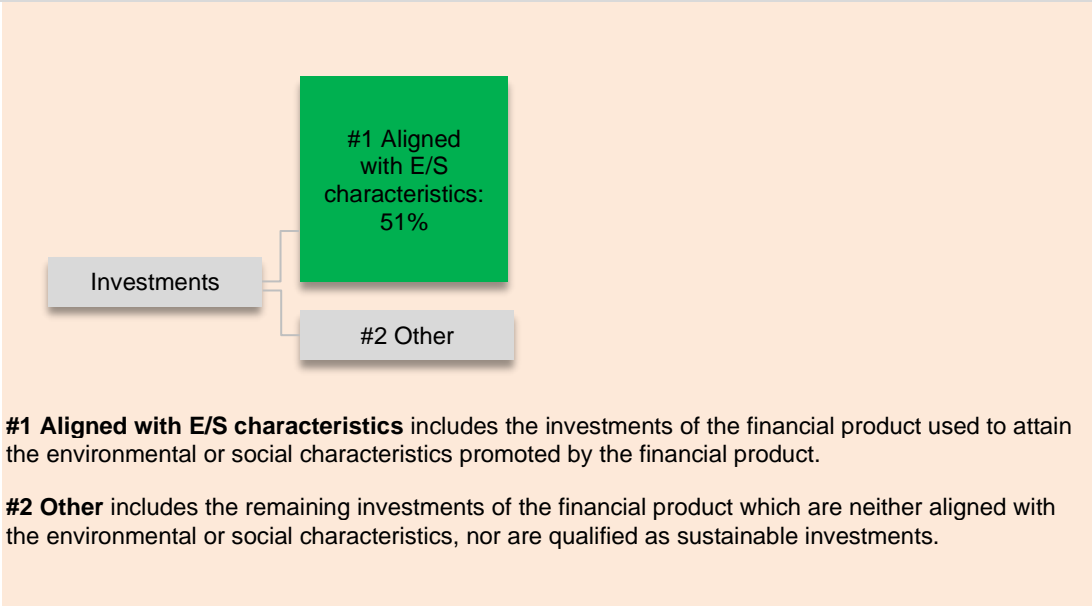 #1 Aligned
with E/S
characteristics:
51%
Investments
#2 Other
#1 Aligned with E/S characteristics includes the investments of the financial product used to attain
the environmental or social characteristics promoted by the financial product.
#2 Other includes the remaining investments of the financial product which are neither aligned with
the environmental or social characteristics, nor are qualified as sustainable investments.